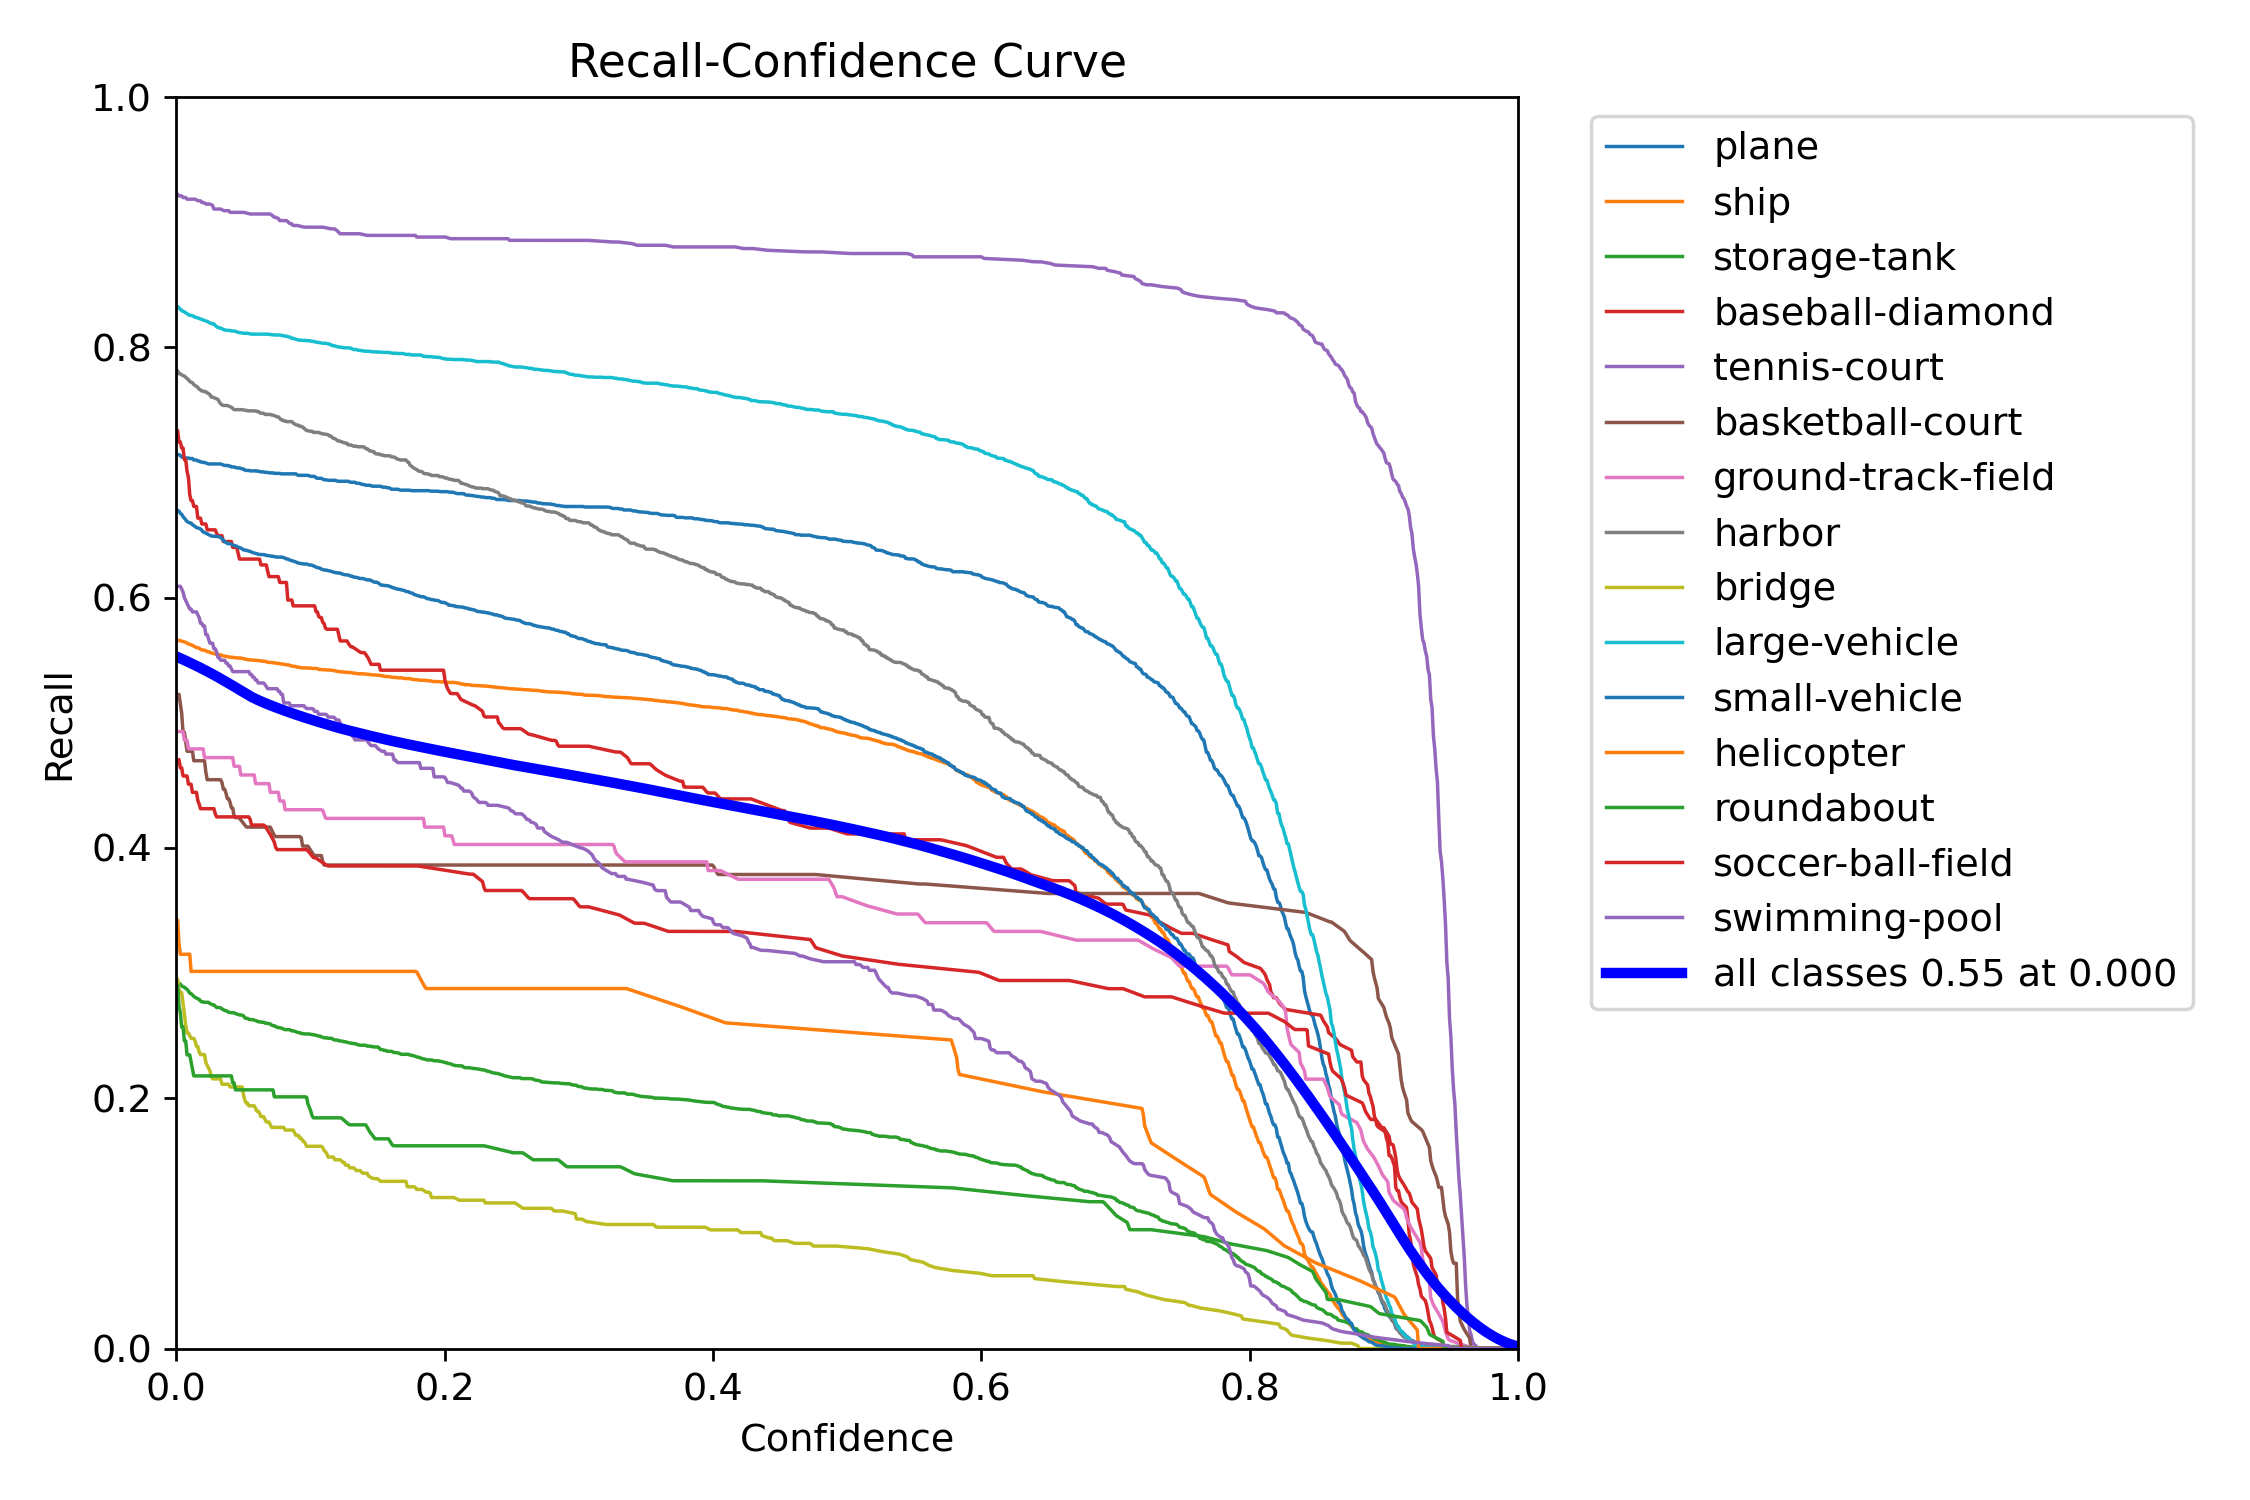 Recall-Confidence Curve
1.0
0.8
0.6
0.4
0.2
0.0
Recall
0.0 0.2 0.4 0.6 0.8 1.0
Confidence
plane
ship
storage-tank
baseball-diamond
tennis-court
basketball-court
ground-track-field
harbor
bridge
large-vehicle
small-vehicle
helicopter
roundabout
soccer-ball-field
swimming-pool
all classes 0.55 at 0.000